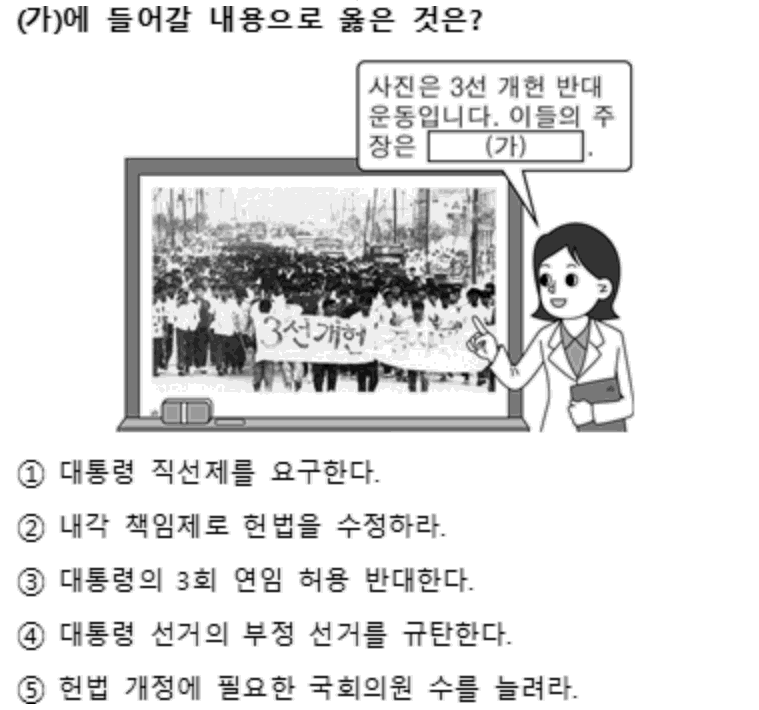 (가)에 들어갈 내용으로 옳은 것은?
사진은 3선 개헌 반대
운동입니다. 이들의 주
장은 (가).
3선개헌
① 대통령 직선제를 요구한다.
② 내각 책임제로 헌법을 수정하라.
③ 대통령의 3회 연임 허용 반대한다.
④ 대통령 선거의 부정 선거를 규탄한다.
⑤ 헌법 개정에 필요한 국회의원 수를 늘려라.